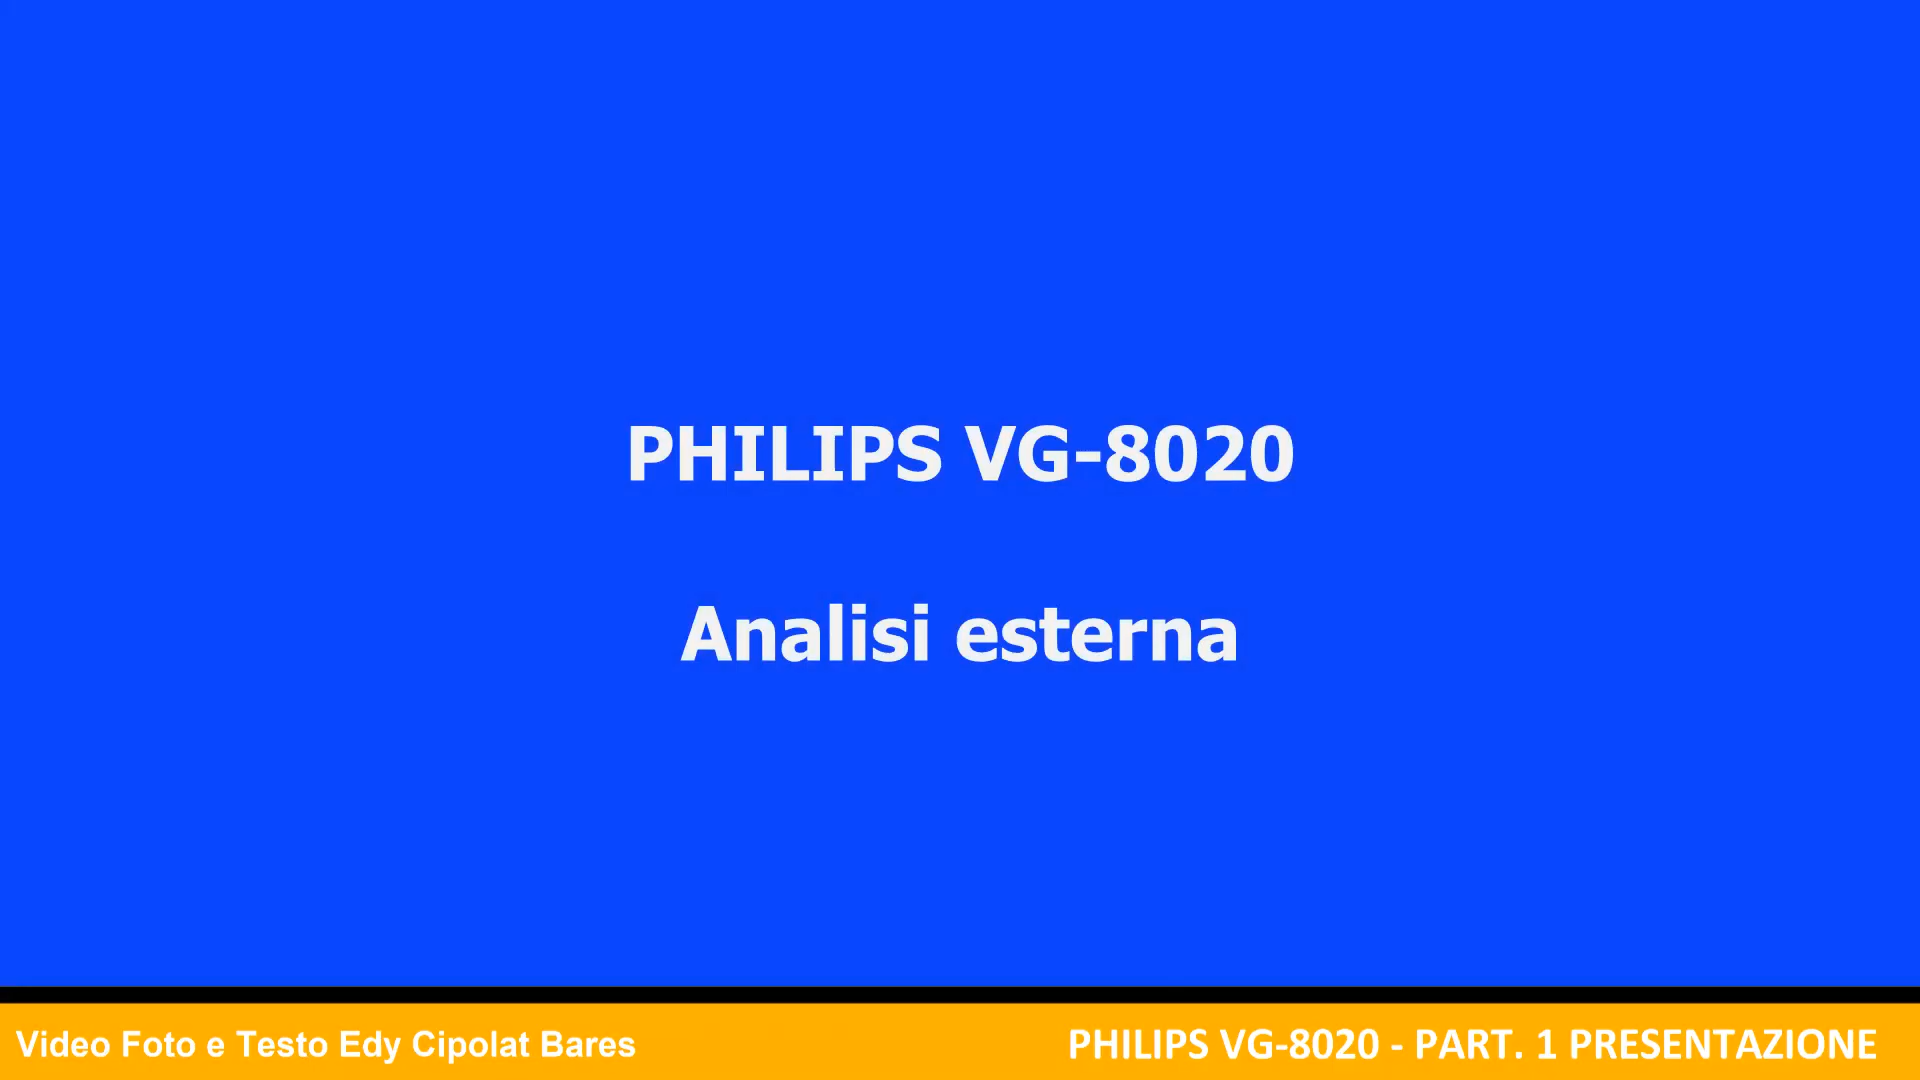 PHILIPS VG-8020
Analisi esterna
Video Foto e Testo Edy Cipolat Bares
PHILIPS VG-8020 - PART. 1 PRESENTAZIONE